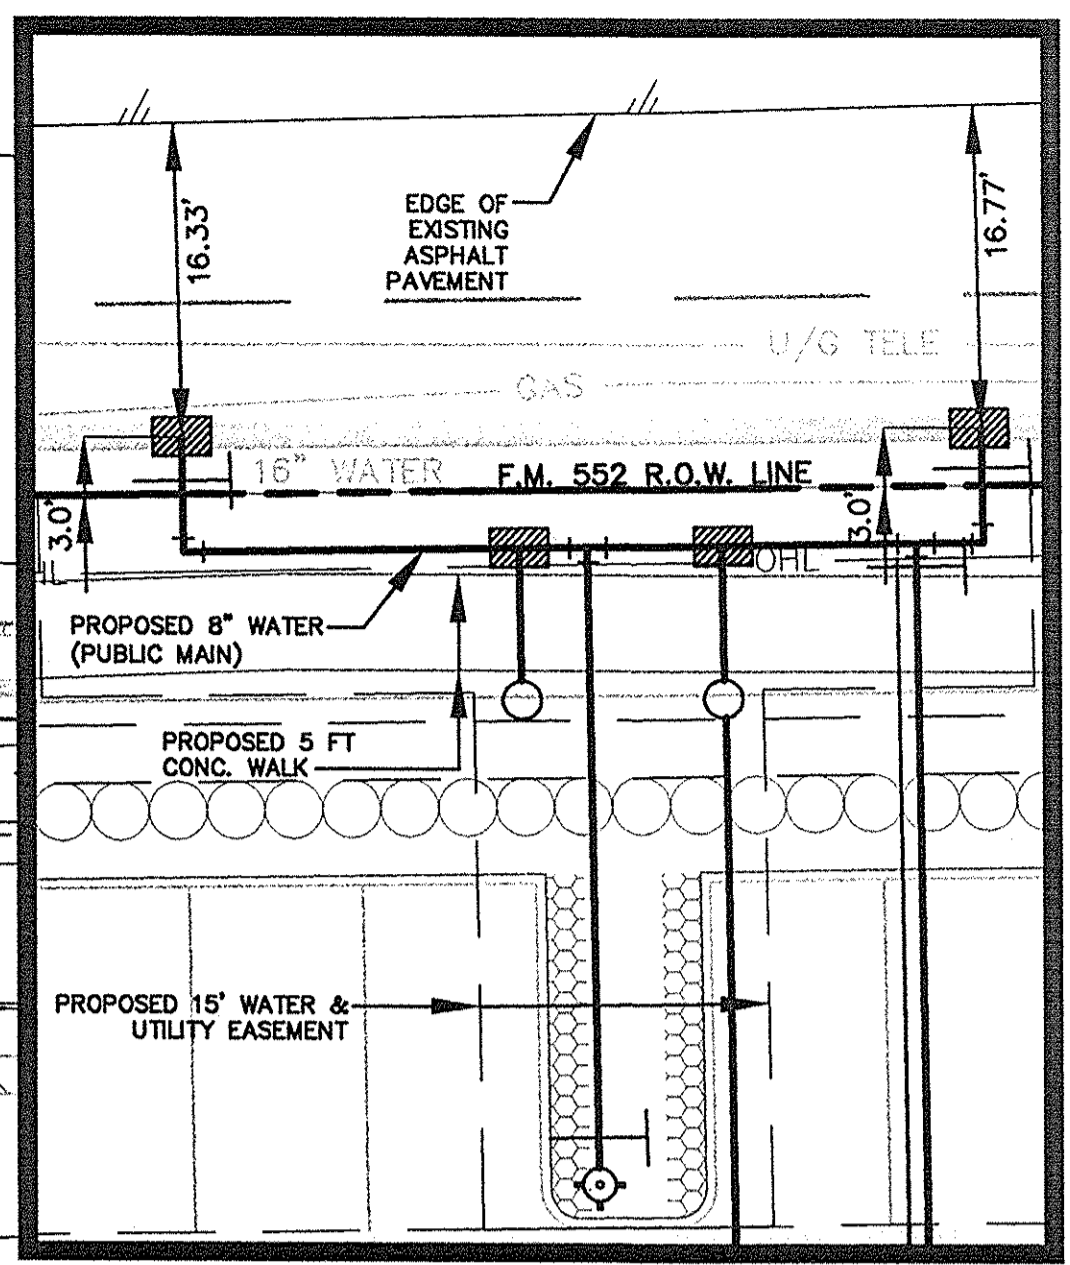 16.33'
EDGE OF
EXISTING
ASPHALT
PAVEMENT
16.77'
U/G TELE
GAS
16" WATER
F.M. 552 R.O.W. LINE
3.0'
3.0'
OHL
PROPOSED 8" WATER
(PUBLIC MAIN)
PROPOSED 5 FT
CONC. WALK
PROPOSED 15' WATER &
UTILITY EASEMENT